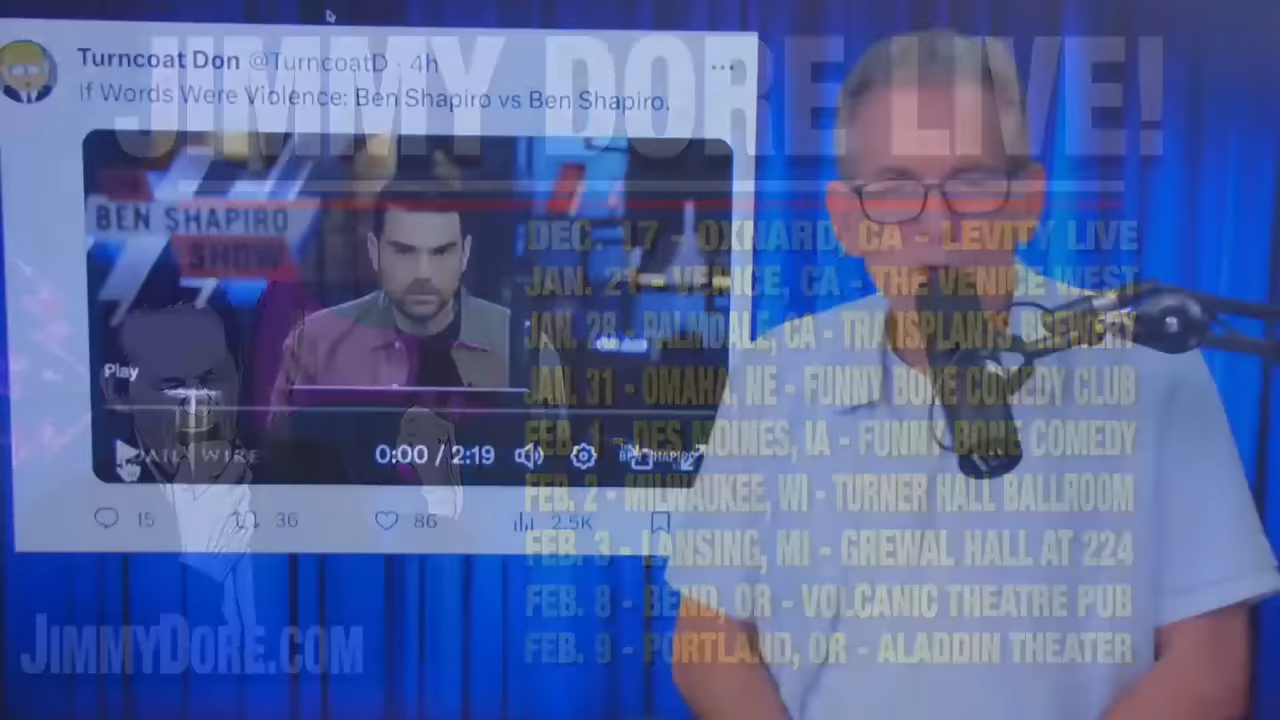 JIMMY DORE LIVE!
Turncoat Don @TurncoatD · 4h
If Words Were Violence: Ben Shapiro vs Ben Shapiro.
BEN SHAPIRO
SHOW
Play
DAILY WIRE
0:00 / 2:19
BEN SHAPIRO
15
36
86
2.5K
DEC. 17 - OXNARD, CA - LEVITY LIVE
JAN. 21 - VENICE, CA - THE VENICE WEST
JAN. 28 - PALMDALE, CA - TRANSPLANTS BREWERY
JAN. 31 - OMAHA, NE - FUNNY BONE COMEDY CLUB
FEB. 1 - DES MOINES, IA - FUNNY BONE COMEDY
FEB. 2 - MILWAUKEE, WI - TURNER HALL BALLROOM
FEB. 3 - LANSING, MI - GREWAL HALL AT 224
FEB. 8 - BEND, OR - VOLCANIC THEATRE PUB
FEB. 9 - PORTLAND, OR - ALADDIN THEATER
JIMMYDORE.COM